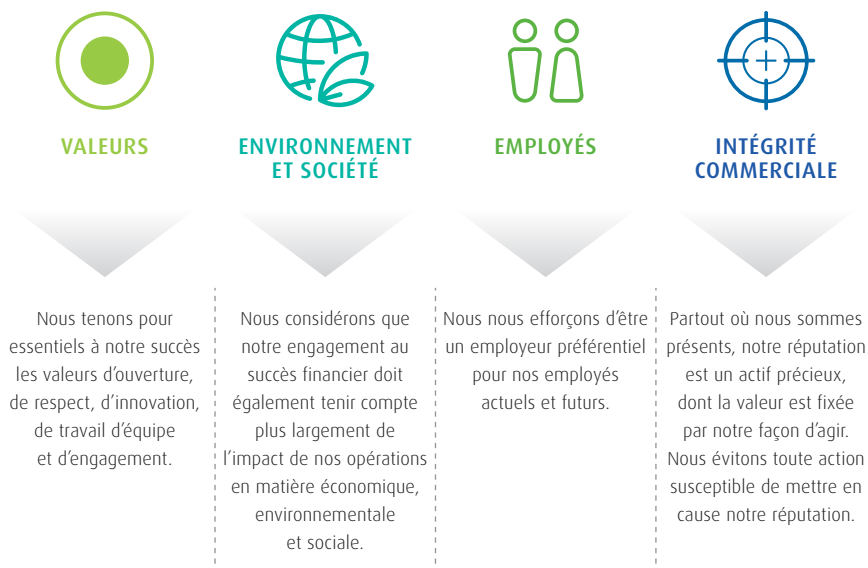 VALEURS
ENVIRONNEMENT
ET SOCIÉTÉ
EMPLOYÉS
INTÉGRITÉ
COMMERCIALE
Nous tenons pour
essentiels à notre succès
les valeurs d’ouverture,
de respect, d’innovation,
de travail d’équipe
et d’engagement.
Nous considérons que
notre engagement au
succès financier doit
également tenir compte
plus largement de
l’impact de nos opérations
en matière économique,
environnementale
et sociale.
Nous nous efforçons d’être
un employeur préférentiel
pour nos employés
actuels et futurs.
Partout où nous sommes
présents, notre réputation
est un actif précieux,
dont la valeur est fixée
par notre façon d’agir.
Nous évitons toute action
susceptible de mettre en
cause notre réputation.